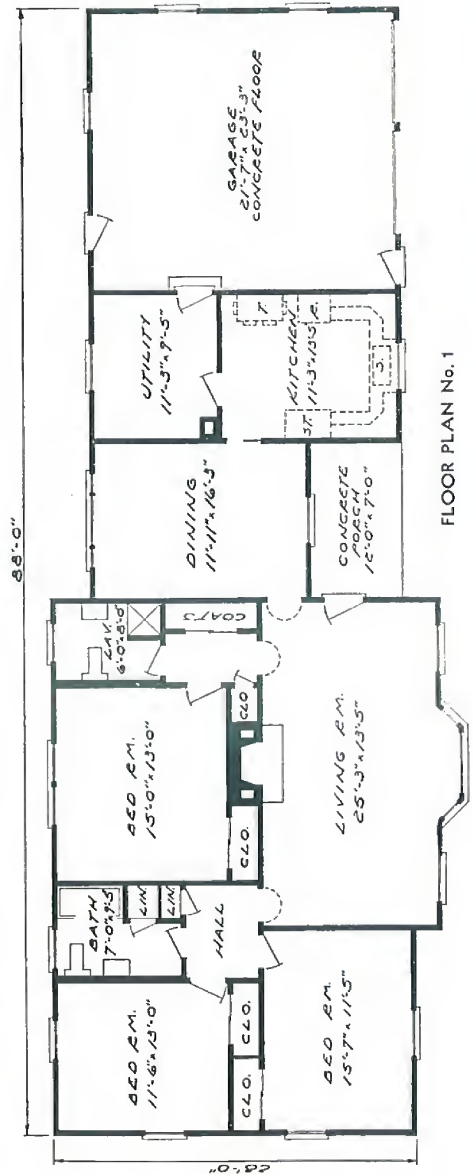 88'-0"
28'-0"
GARAGE
21'-7" x 23'-3"
CONCRETE FLOOR
UTILITY
11'-3" x 9'-5"
KITCHEN
11'-3" x 13'-5"
T.
R.
S.
ST.
DINING
11'-11" x 16'-3"
CONCRETE
PORCH
12'-0" x 7'-0"
LAV.
6'-0" x 8'-0"
COATS
CLO
BED RM.
15'-0" x 13'-0"
CLO.
LIVING RM.
25'-3" x 13'-5"
BATH
7'-0" x 9'-5"
LIN.
LIN.
HALL
BED RM.
11'-6" x 13'-0"
CLO.
CLO.
BED RM.
15'-7" x 11'-5"
FLOOR PLAN No. 1